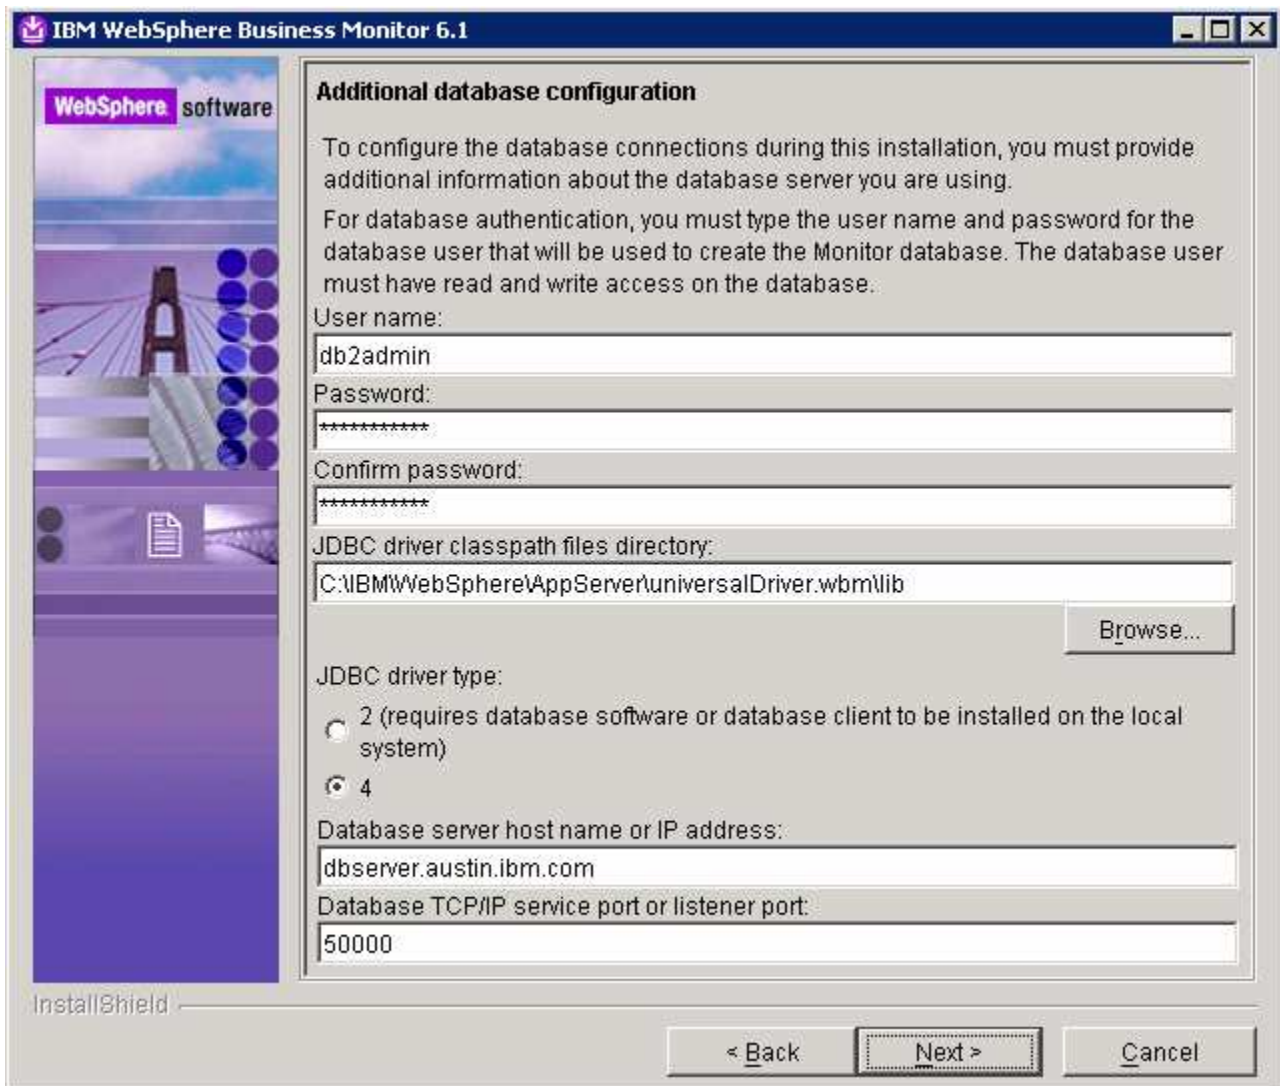 IBM WebSphere Business Monitor 6.1
WebSphere software
Additional database configuration
To configure the database connections during this installation, you must provide
additional information about the database server you are using.
For database authentication, you must type the user name and password for the
database user that will be used to create the Monitor database. The database user
must have read and write access on the database.
User name:
db2admin
Password:
***********
Confirm password:
***********
JDBC driver classpath files directory:
C:\IBM\WebSphere\AppServer\universalDriver.wbm\lib
Browse...
JDBC driver type:
2 (requires database software or database client to be installed on the local
system)
4
Database server host name or IP address:
dbserver.austin.ibm.com
Database TCP/IP service port or listener port:
50000
InstallShield
< Back
Next >
Cancel